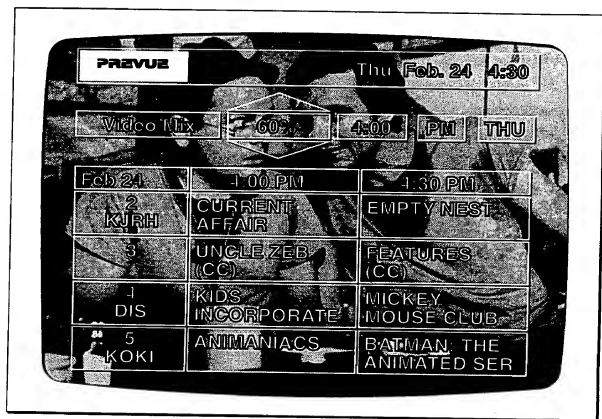 PREVUE
Thu Feb. 24 4:30
Video Mix 60% 4:00 PM THU
Feb 24 4:00 PM 4:30 PM
2 KJRH CURRENT AFFAIR EMPTY NEST
3 UNCLE ZEB (CC) FEATURES (CC)
4 DIS KIDS INCORPORATE MICKEY MOUSE CLUB
5 KOKI ANIMANIACS BATMAN: THE ANIMATED SER